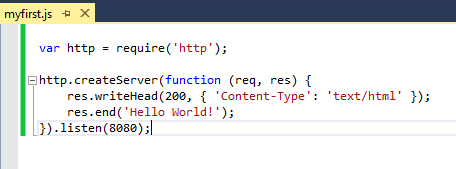 myfirst.js
var http = require('http');
http.createServer(function (req, res) {
    res.writeHead(200, { 'Content-Type': 'text/html' });
    res.end('Hello World!');
}).listen(8080);